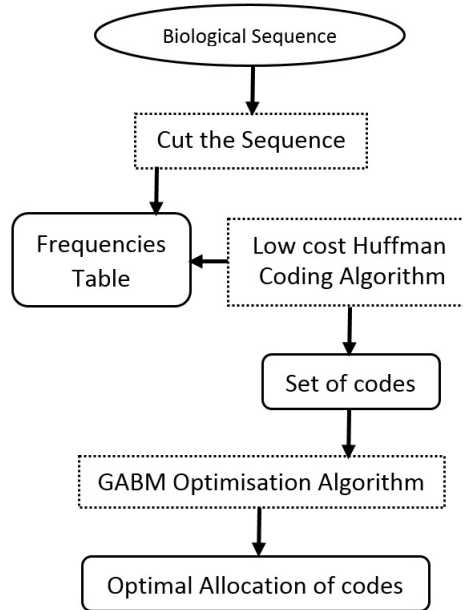 Biological Sequence
Cut the Sequence
Frequencies
Table
Low cost Huffman
Coding Algorithm
Set of codes
GABM Optimisation Algorithm
Optimal Allocation of codes